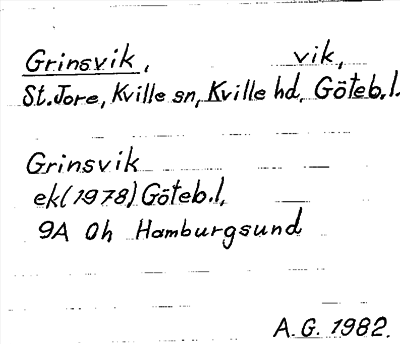 Grinsvik, vik,
St.Jore, Kville sn, Kville hd, Göteb.l.
Grinsvik
ek(1978) Göteb.l,
9A 0h Hamburgsund
A.G. 1982.